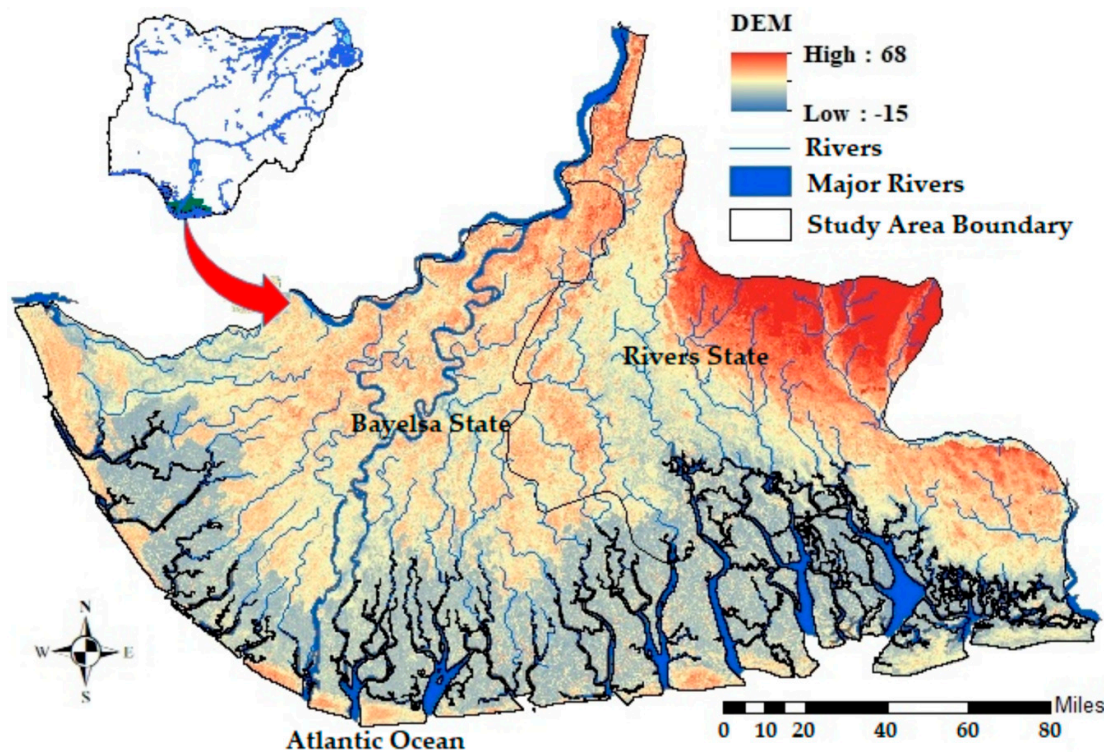 DEM
High : 68
Low : -15
Rivers
Major Rivers
Study Area Boundary
Rivers State
Bayelsa State
N
W E
S
Miles
0 5 10 20 40 60 80
Atlantic Ocean